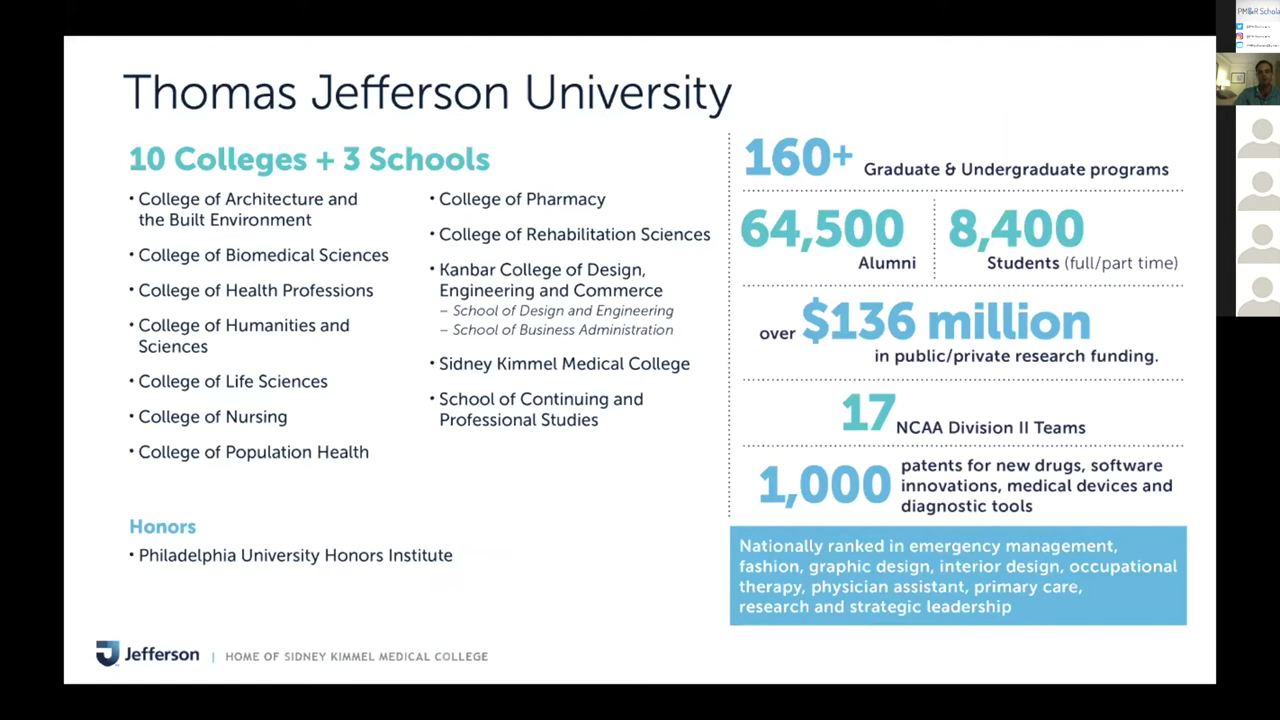 Thomas Jefferson University
10 Colleges + 3 Schools
• College of Architecture and
the Built Environment
• College of Biomedical Sciences
• College of Health Professions
• College of Humanities and
Sciences
• College of Life Sciences
• College of Nursing
• College of Population Health
• College of Pharmacy
• College of Rehabilitation Sciences
• Kanbar College of Design,
Engineering and Commerce
– School of Design and Engineering
– School of Business Administration
• Sidney Kimmel Medical College
• School of Continuing and
Professional Studies
Honors
• Philadelphia University Honors Institute
160+ Graduate & Undergraduate programs
64,500
Alumni
8,400
Students (full/part time)
over $136 million
in public/private research funding.
17 NCAA Division II Teams
1,000 patents for new drugs, software
innovations, medical devices and
diagnostic tools
Nationally ranked in emergency management,
fashion, graphic design, interior design, occupational
therapy, physician assistant, primary care,
research and strategic leadership
Jefferson | HOME OF SIDNEY KIMMEL MEDICAL COLLEGE
PM&R Schola